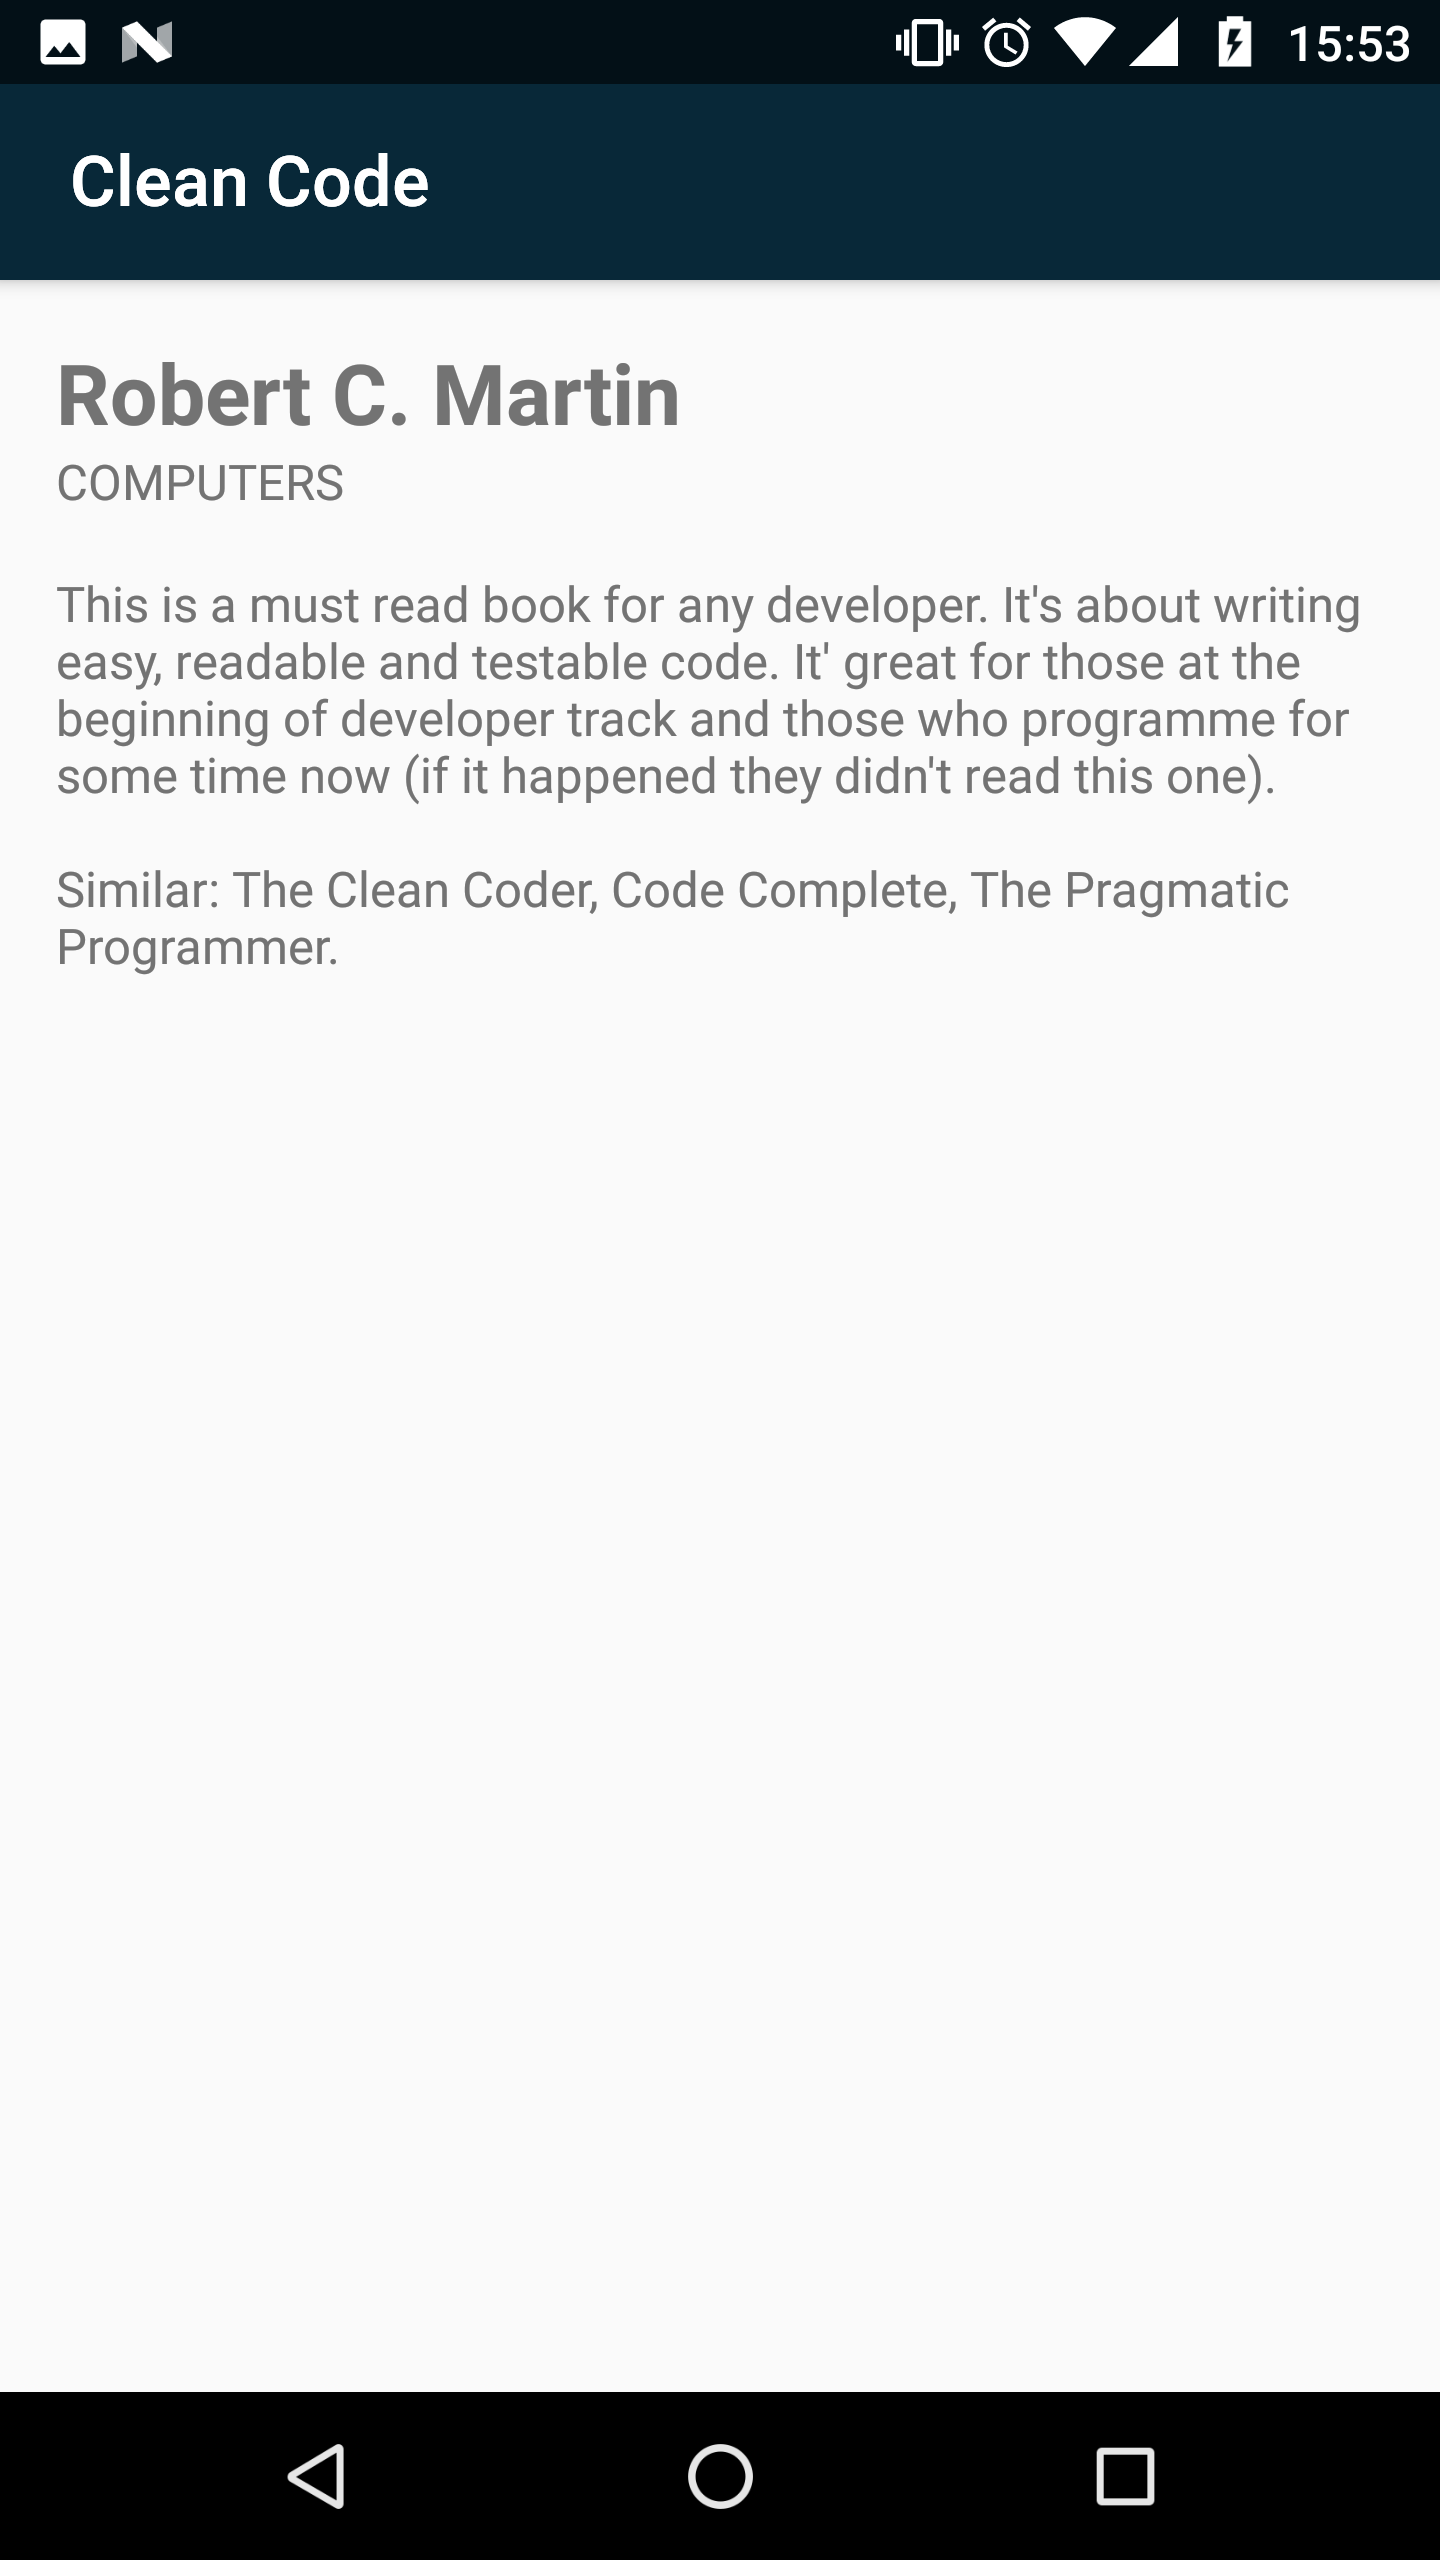 15:53
Clean Code
Robert C. Martin
COMPUTERS
This is a must read book for any developer. It's about writing
easy, readable and testable code. It' great for those at the
beginning of developer track and those who programme for
some time now (if it happened they didn't read this one).
Similar: The Clean Coder, Code Complete, The Pragmatic
Programmer.